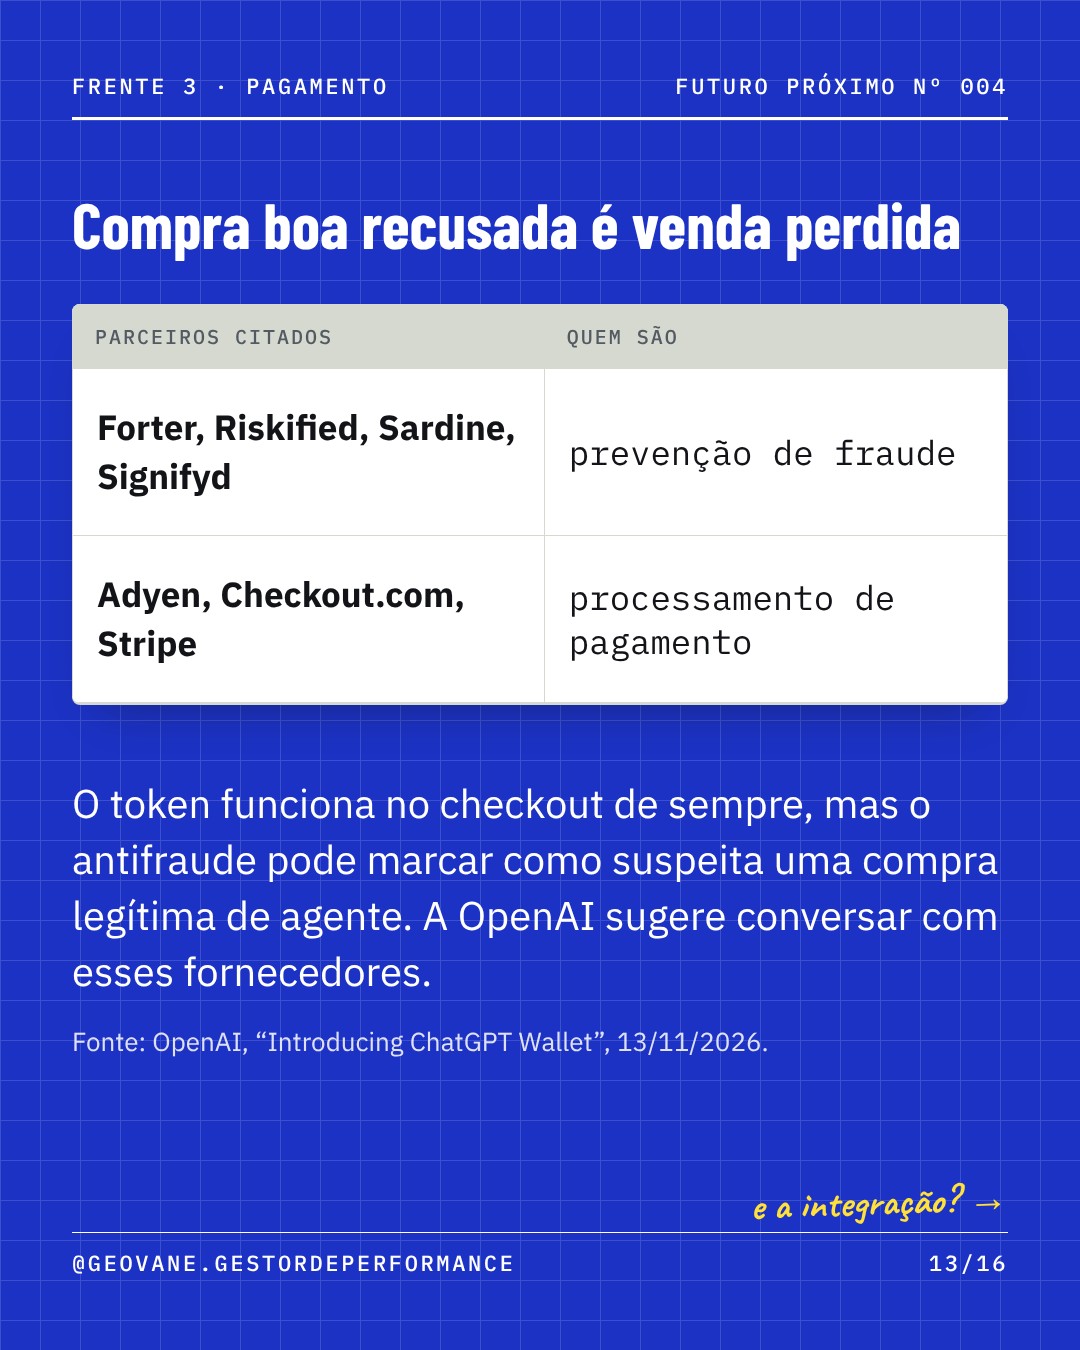 FRENTE 3 · PAGAMENTO
FUTURO PRÓXIMO Nº 004
Compra boa recusada é venda perdida
PARCEIROS CITADOS
QUEM SÃO
Forter, Riskified, Sardine,
Signifyd
prevenção de fraude
Adyen, Checkout.com,
Stripe
processamento de
pagamento
O token funciona no checkout de sempre, mas o
antifraude pode marcar como suspeita uma compra
legítima de agente. A OpenAI sugere conversar com
esses fornecedores.
Fonte: OpenAI, “Introducing ChatGPT Wallet”, 13/11/2026.
e a integração? →
@GEOVANE.GESTORDEPERFORMANCE
13/16